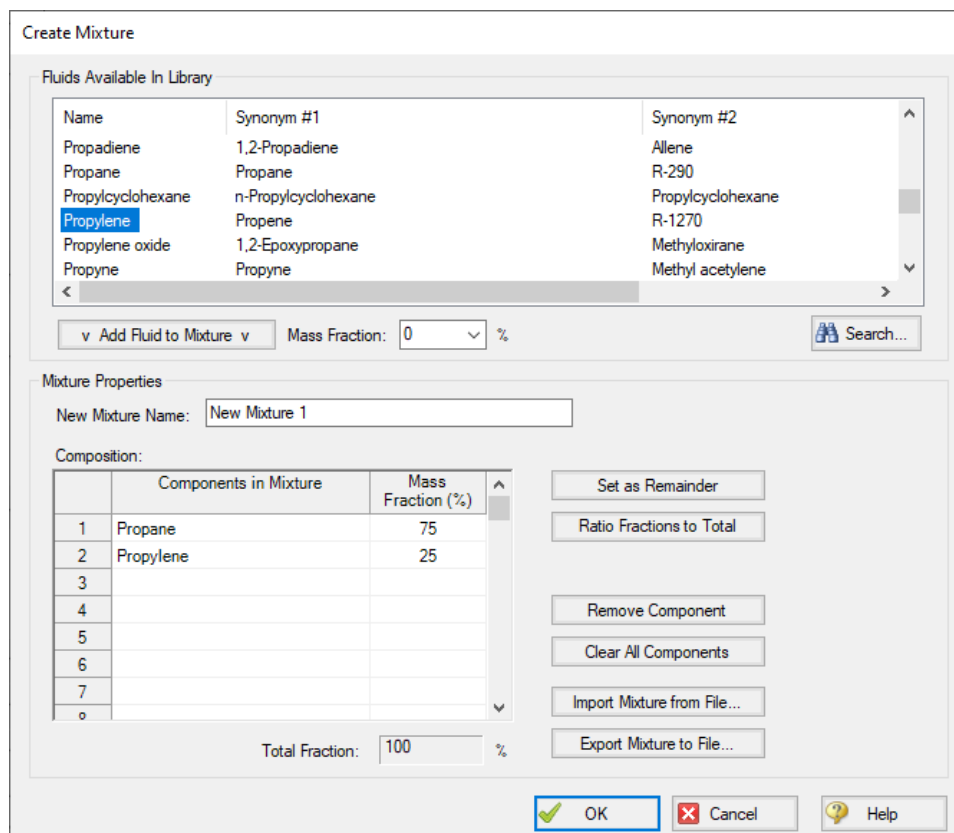 Create Mixture
Fluids Available In Library
Name Synonym #1 Synonym #2
Propadiene 1,2-Propadiene Allene
Propane Propane R-290
Propylcyclohexane n-Propylcyclohexane Propylcyclohexane
Propylene Propene R-1270
Propylene oxide 1,2-Epoxypropane Methyloxirane
Propyne Propyne Methyl acetylene
v Add Fluid to Mixture v Mass Fraction: 0 % Search...
Mixture Properties
New Mixture Name: New Mixture 1
Composition:
Components in Mixture Mass Fraction (%)
1 Propane 75
2 Propylene 25
3
4
5
6
7
8
Set as Remainder
Ratio Fractions to Total
Remove Component
Clear All Components
Import Mixture from File...
Export Mixture to File...
Total Fraction: 100 %
OK Cancel Help